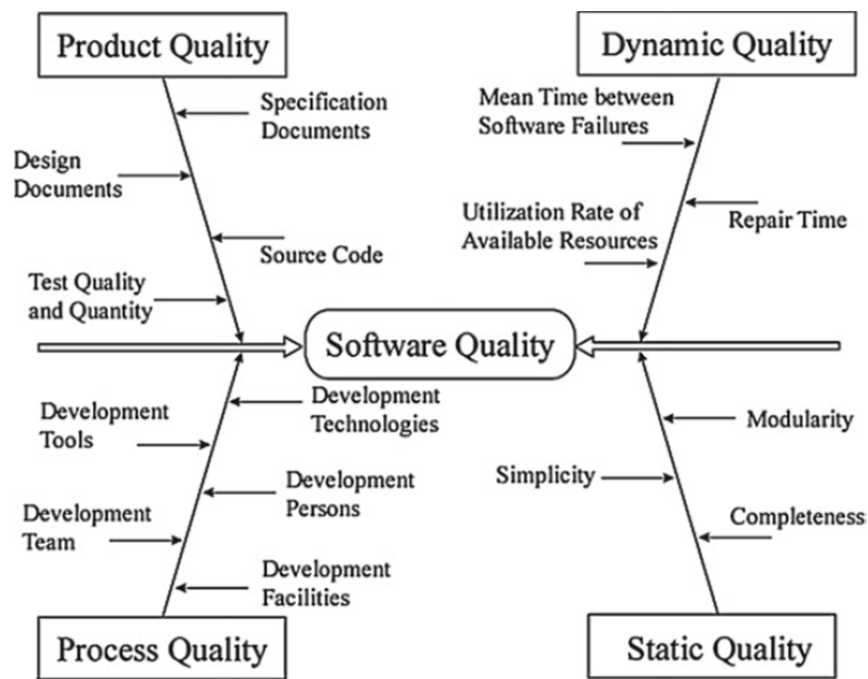 Product Quality
Dynamic Quality
Specification
Documents
Design
Documents
Source Code
Test Quality
and Quantity
Mean Time between
Software Failures
Repair Time
Utilization Rate of
Available Resources
Software Quality
Development
Technologies
Development
Tools
Development
Persons
Development
Team
Development
Facilities
Modularity
Simplicity
Completeness
Process Quality
Static Quality